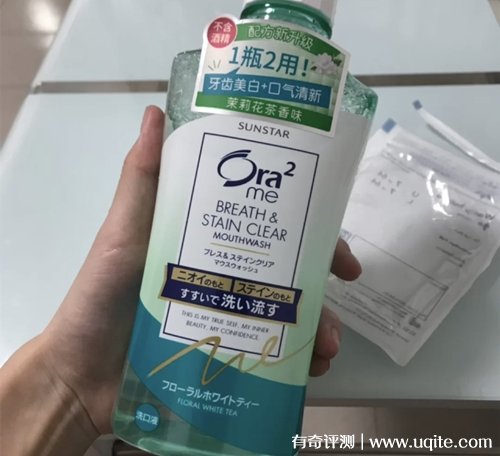 不含
酒精
配方新升级
1瓶2用!
牙齿美白+口气清新
茉莉花茶香味
SUNSTAR
Ora²
me
BREATH &
STAIN CLEAR
MOUTHWASH
ブレス&ステインクリア
マウスウォッシュ
ニオイのもと ステインのもと
すすいで洗い流す
THIS IS MY TRUE SELF, MY INNER
BEAUTY, MY CONFIDENCE.
me
フローラルホワイトティー
FLORAL WHITE TEA
洗口液
有奇评测 | www.uqite.com